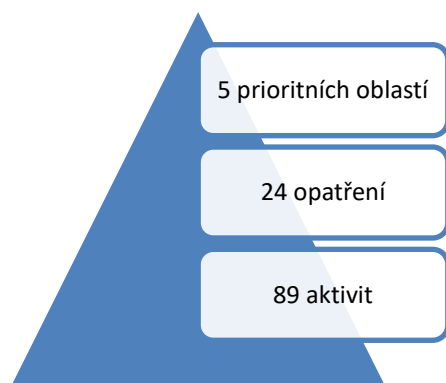 5 prioritních oblastí
24 opatření
89 aktivit